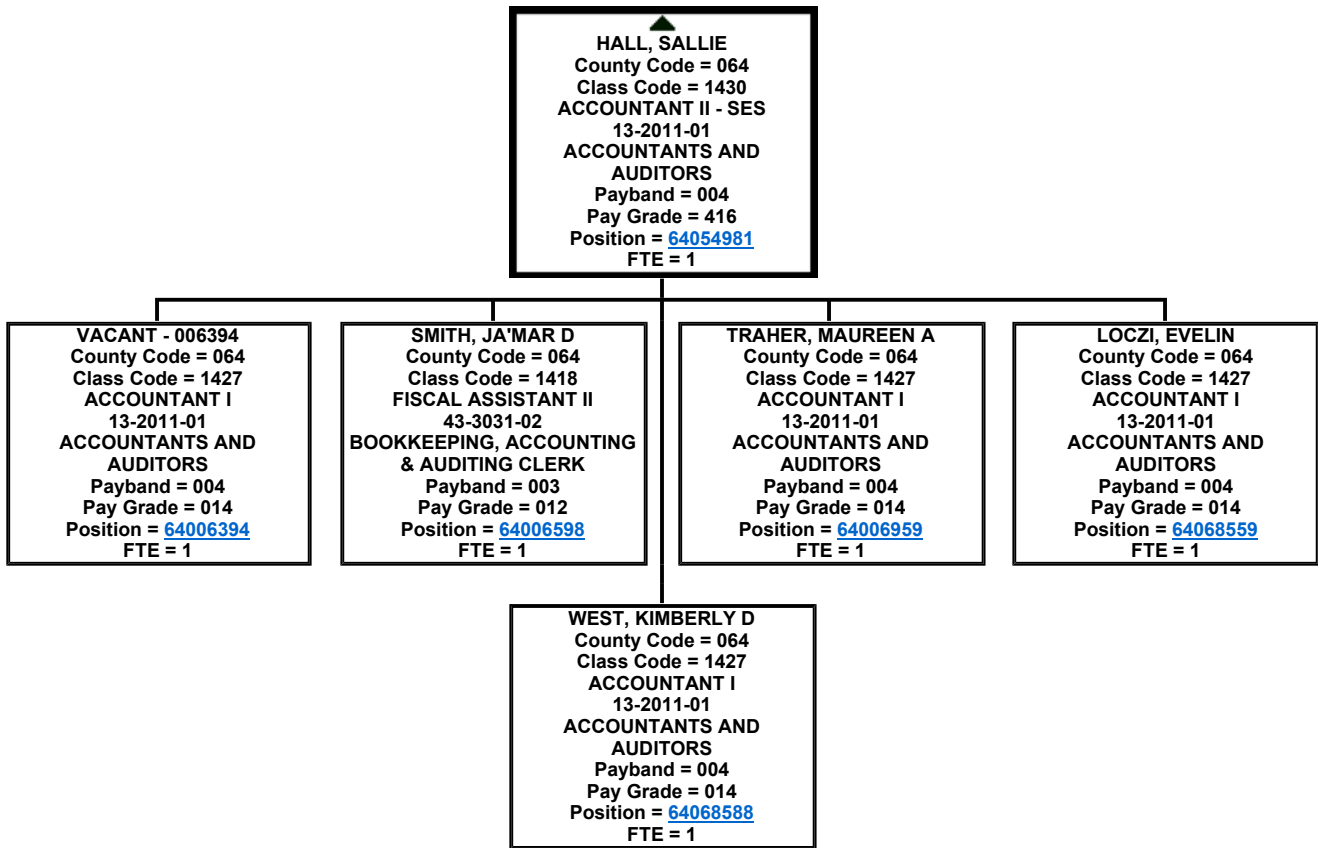 HALL, SALLIE
County Code = 064
Class Code = 1430
ACCOUNTANT II - SES
13-2011-01
ACCOUNTANTS AND
AUDITORS
Payband = 004
Pay Grade = 416
Position = 64054981
FTE = 1
VACANT - 006394
County Code = 064
Class Code = 1427
ACCOUNTANT I
13-2011-01
ACCOUNTANTS AND
AUDITORS
Payband = 004
Pay Grade = 014
Position = 64006394
FTE = 1
SMITH, JA'MAR D
County Code = 064
Class Code = 1418
FISCAL ASSISTANT II
43-3031-02
BOOKKEEPING, ACCOUNTING
& AUDITING CLERK
Payband = 003
Pay Grade = 012
Position = 64006598
FTE = 1
TRAHER, MAUREEN A
County Code = 064
Class Code = 1427
ACCOUNTANT I
13-2011-01
ACCOUNTANTS AND
AUDITORS
Payband = 004
Pay Grade = 014
Position = 64006959
FTE = 1
LOCZI, EVELIN
County Code = 064
Class Code = 1427
ACCOUNTANT I
13-2011-01
ACCOUNTANTS AND
AUDITORS
Payband = 004
Pay Grade = 014
Position = 64068559
FTE = 1
WEST, KIMBERLY D
County Code = 064
Class Code = 1427
ACCOUNTANT I
13-2011-01
ACCOUNTANTS AND
AUDITORS
Payband = 004
Pay Grade = 014
Position = 64068588
FTE = 1